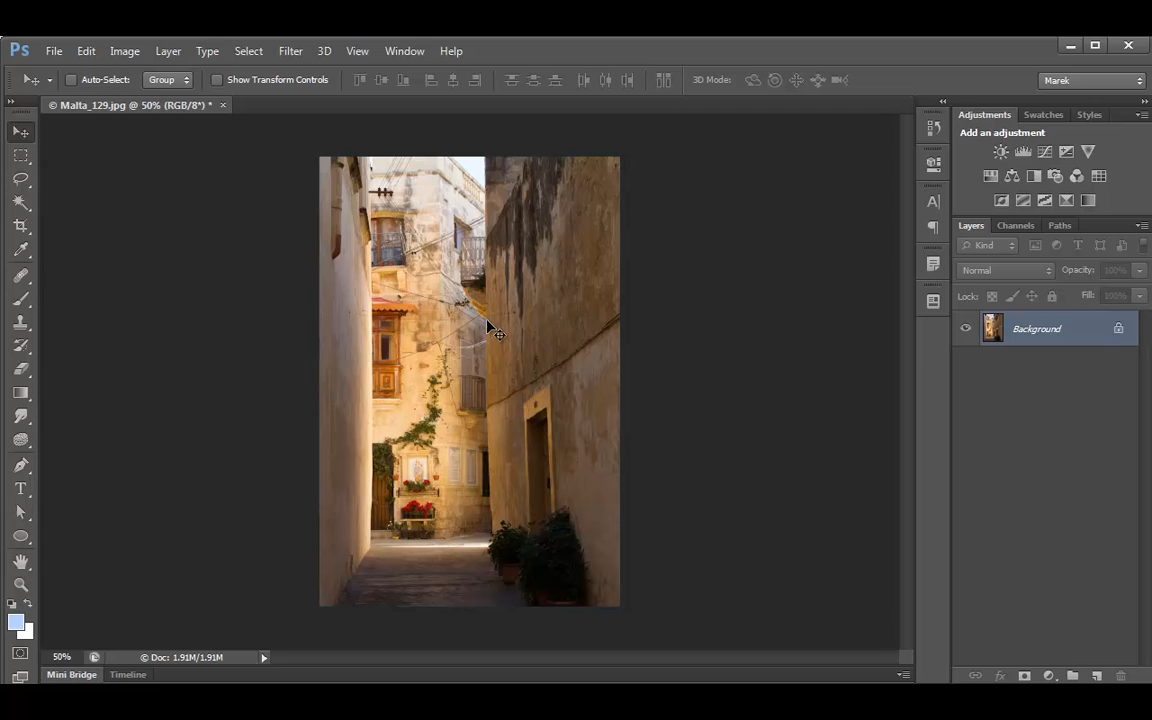 Ps File Edit Image Layer Type Select Filter 3D View Window Help
Auto-Select: Group Show Transform Controls 3D Mode: Marek
© Malta_129.jpg @ 50% (RGB/8*) * ×
Adjustments Swatches Styles
Add an adjustment
Layers Channels Paths
Kind T
Normal Opacity: 100%
Lock: Fill: 100%
Background
A
T
50% © Doc: 1.91M/1.91M
Mini Bridge Timeline
fx